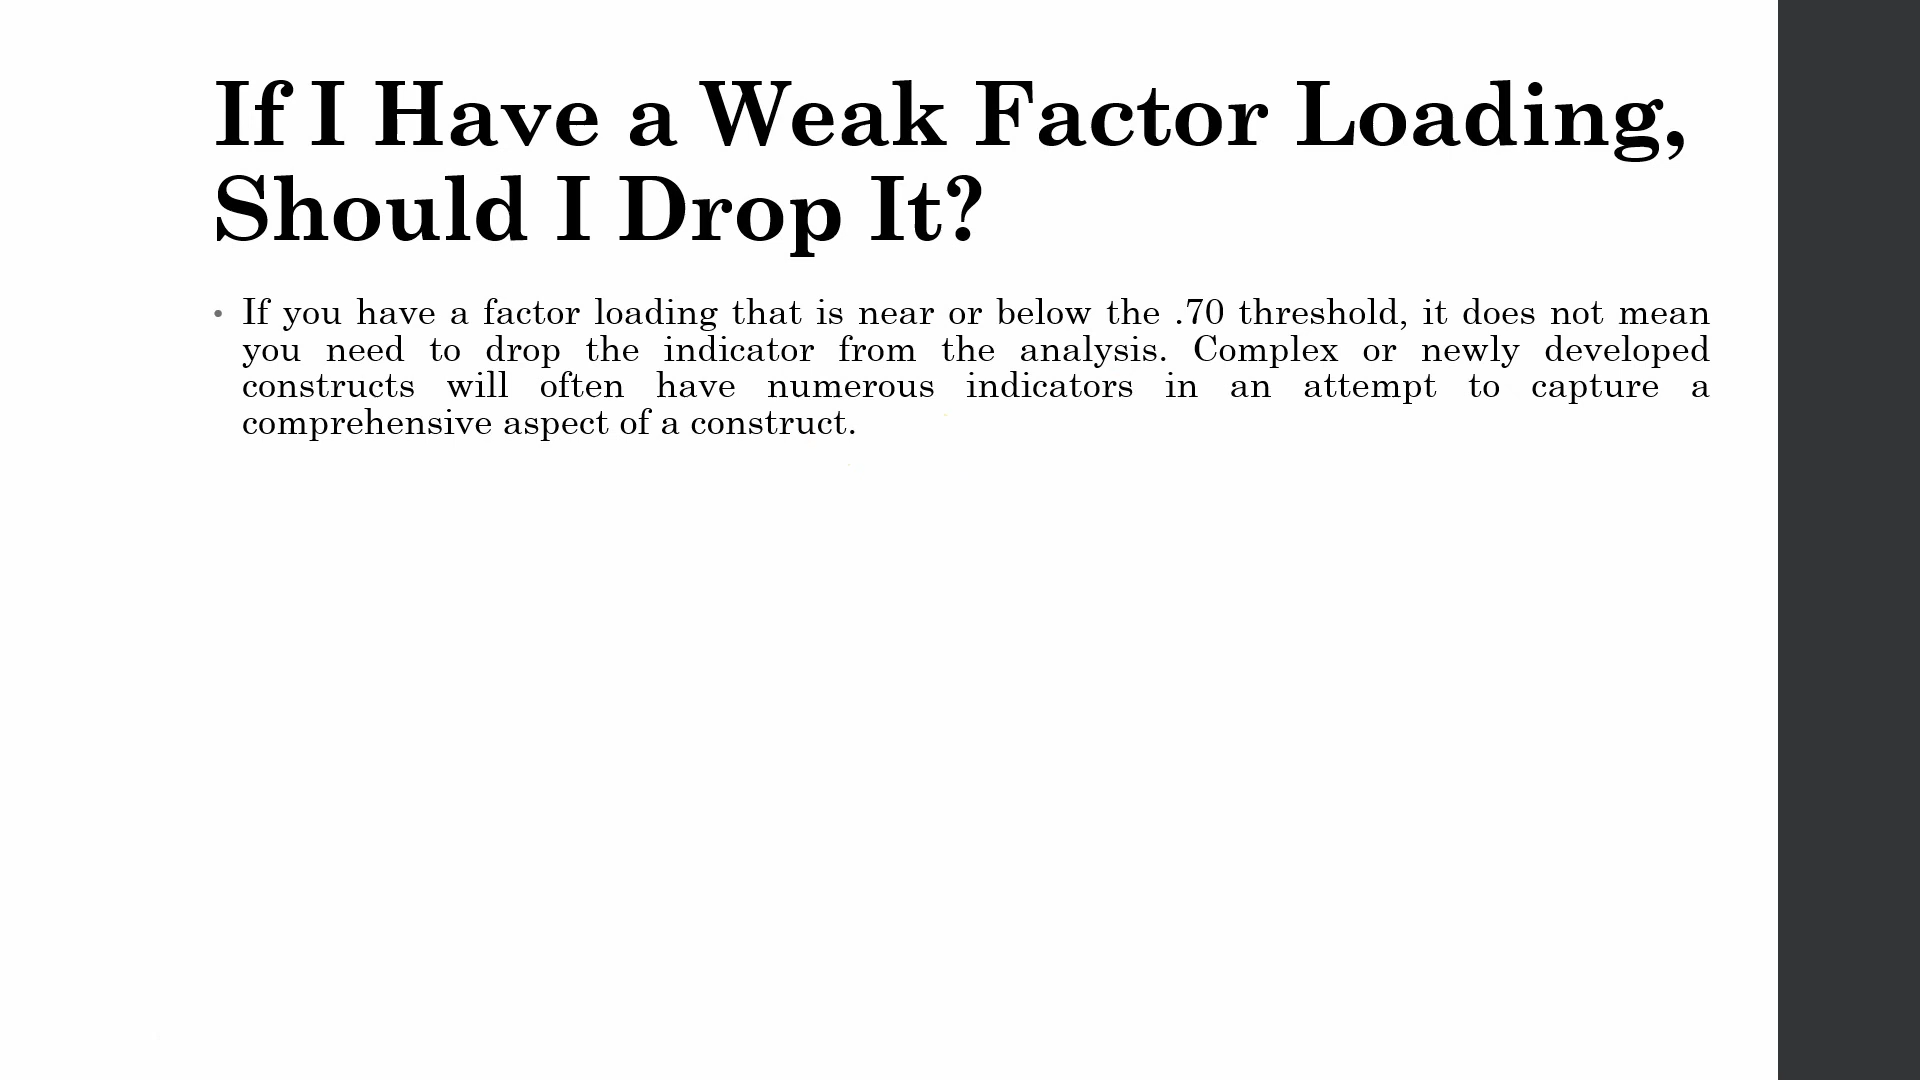 If I Have a Weak Factor Loading,
Should I Drop It?
• If you have a factor loading that is near or below the .70 threshold, it does not mean
you need to drop the indicator from the analysis. Complex or newly developed
constructs will often have numerous indicators in an attempt to capture a
comprehensive aspect of a construct.